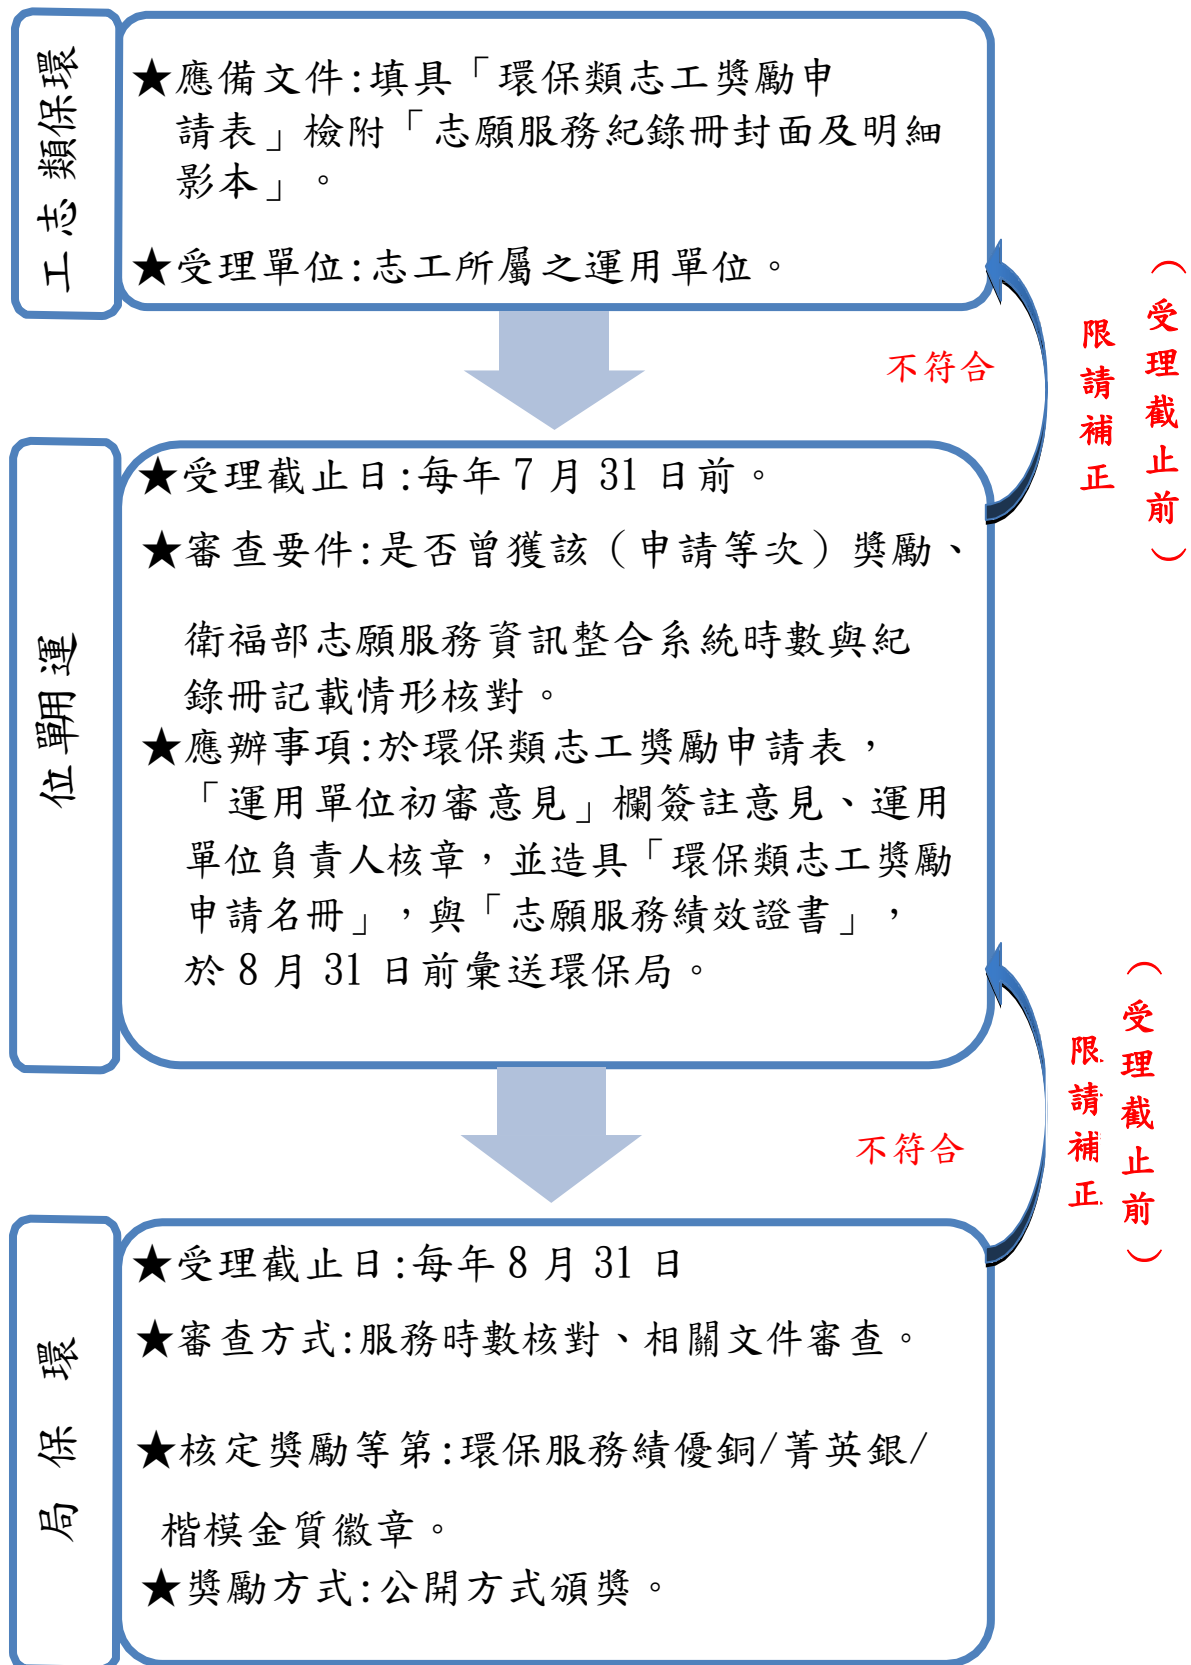 環保類志工
★應備文件:填具「環保類志工獎勵申
請表」檢附「志願服務紀錄冊封面及明細
影本」。
★受理單位:志工所屬之運用單位。
不符合
限請補正
（受理截止前）
運用單位
★受理截止日:每年 7 月 31 日前。
★審查要件:是否曾獲該（申請等次）獎勵、
衛福部志願服務資訊整合系統時數與紀
錄冊記載情形核對。
★應辦事項:於環保類志工獎勵申請表，
「運用單位初審意見」欄簽註意見、運用
單位負責人核章，並造具「環保類志工獎勵
申請名冊」，與「志願服務績效證書」，
於 8 月 31 日前彙送環保局。
不符合
限請補正
（受理截止前）
環保局
★受理截止日:每年 8 月 31 日
★審查方式:服務時數核對、相關文件審查。
★核定獎勵等第:環保服務績優銅/菁英銀/
楷模金質徽章。
★獎勵方式:公開方式頒獎。